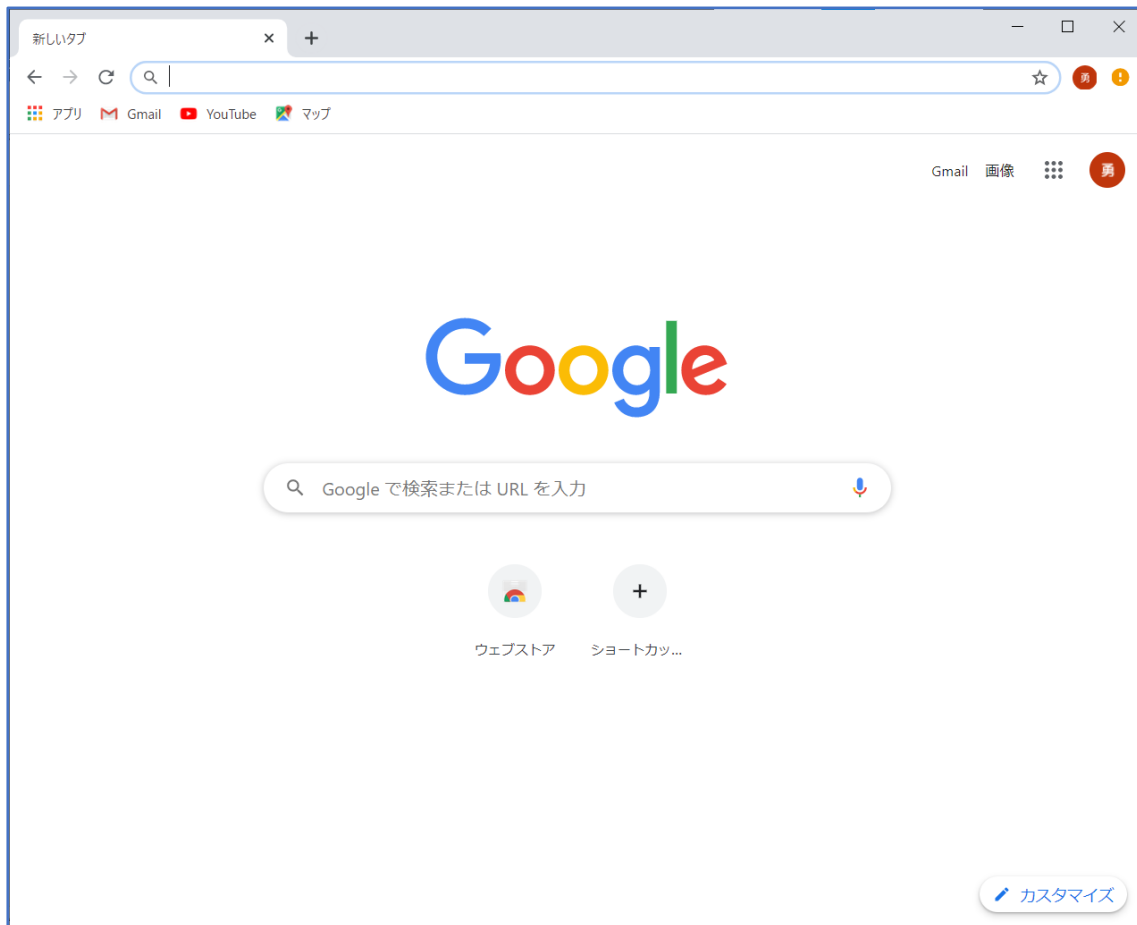 新しいタブ
勇
アプリ Gmail YouTube マップ
Gmail 画像 勇
Google
Google で検索または URL を入力
ウェブストア ショートカッ...
カスタマイズ